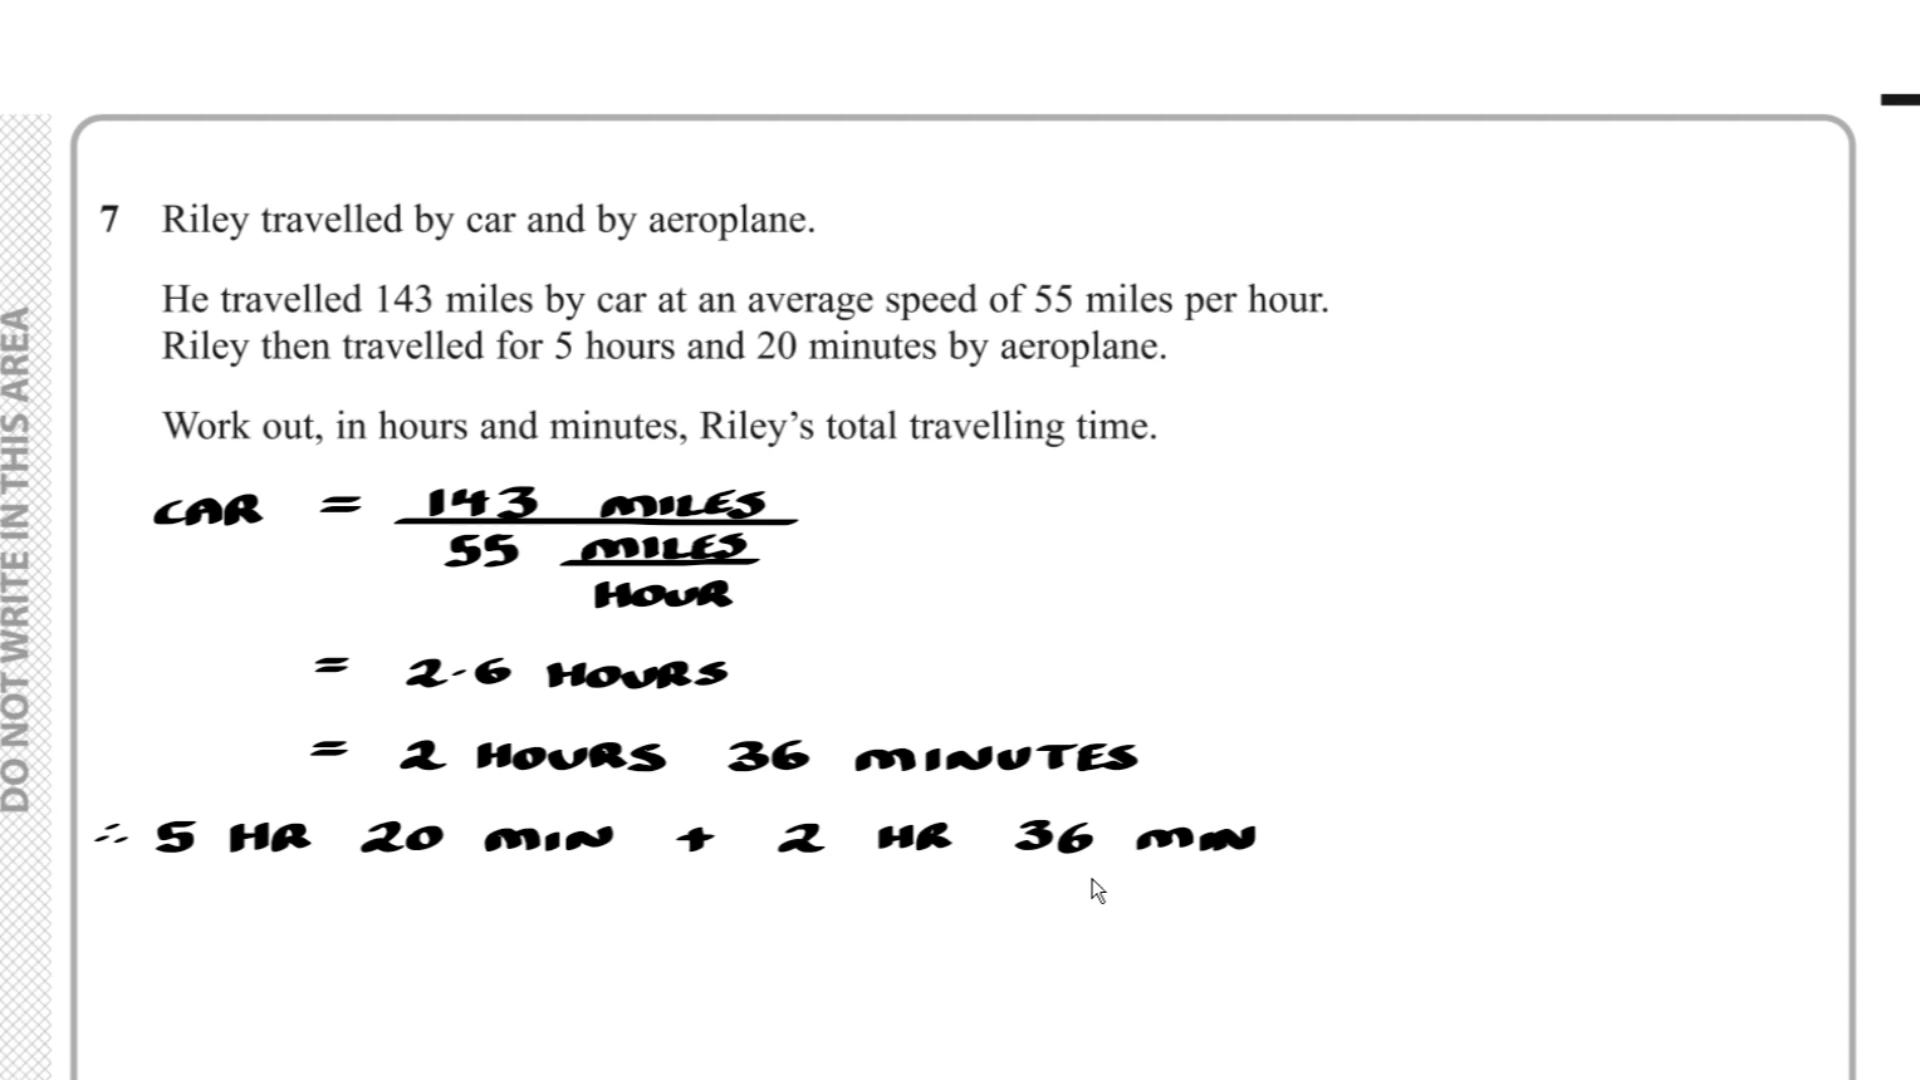 DO NOT WRITE IN THIS AREA
7 Riley travelled by car and by aeroplane.
He travelled 143 miles by car at an average speed of 55 miles per hour.
Riley then travelled for 5 hours and 20 minutes by aeroplane.
Work out, in hours and minutes, Riley’s total travelling time.
CAR = 143 MILES
55 MILES
HOUR
= 2·6 HOURS
= 2 HOURS 36 MINUTES
∴ 5 HR 20 MIN + 2 HR 36 MIN